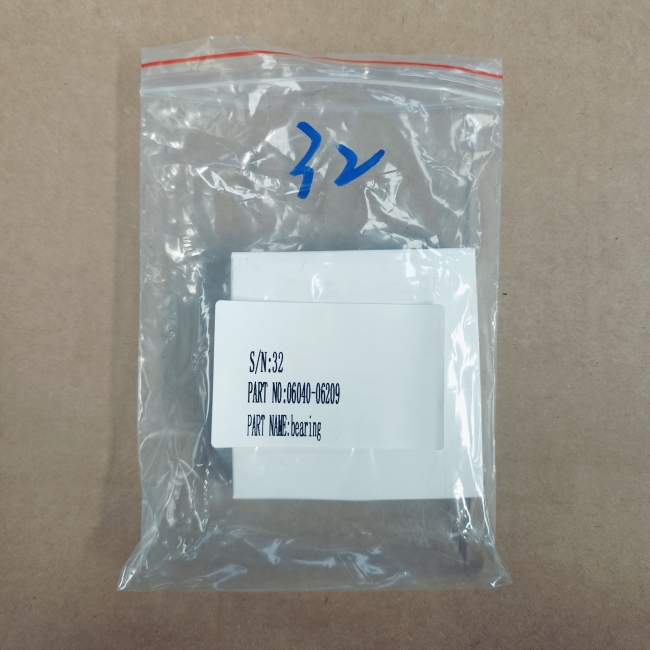 32
S/N:32
PART NO:06040-06209
PART NAME:bearing